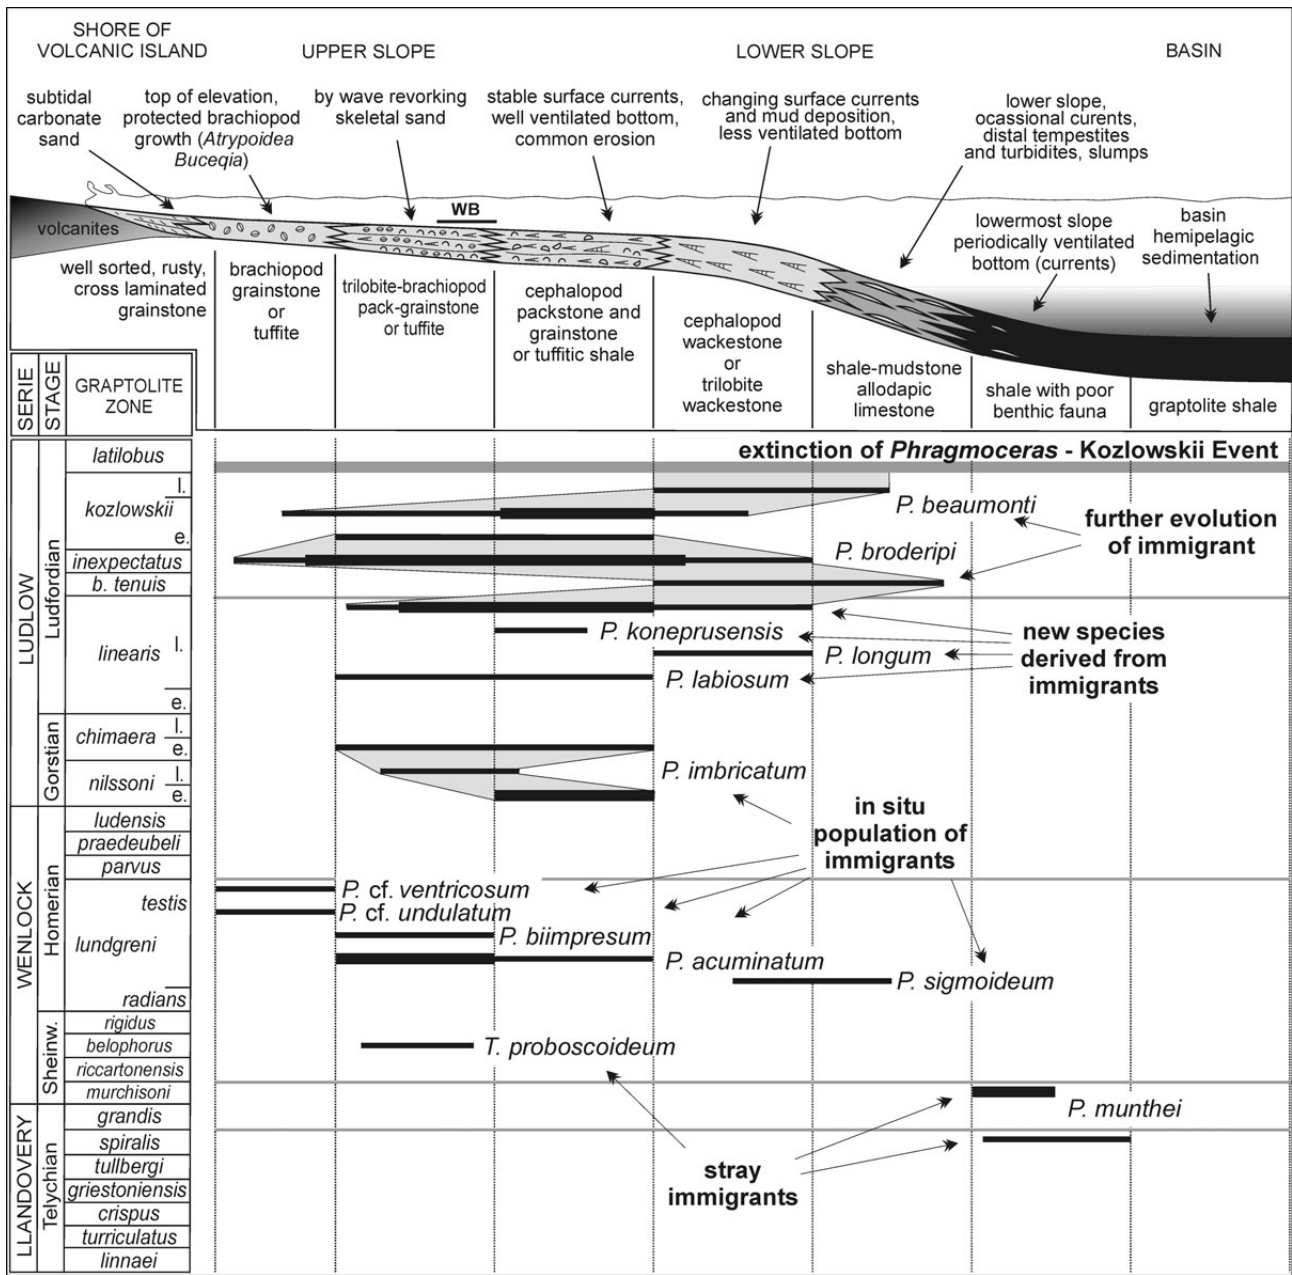 SHORE OF
VOLCANIC ISLAND
UPPER SLOPE
LOWER SLOPE
BASIN
subtidal
carbonate
sand
top of elevation,
protected brachiopod
growth (Atrypoidea
Buceqia)
by wave revorking
skeletal sand
stable surface currents,
well ventilated bottom,
common erosion
changing surface currents
and mud deposition,
less ventilated bottom
lower slope,
ocassional curents,
distal tempestites
and turbidites, slumps
WB
volcanites
lowermost slope
periodically ventilated
bottom (currents)
basin
hemipelagic
sedimentation
well sorted, rusty,
cross laminated
grainstone
brachiopod
grainstone
or
tuffite
trilobite-brachiopod
pack-grainstone
or tuffite
cephalopod
packstone and
grainstone
or tuffitic shale
cephalopod
wackestone
or
trilobite
wackestone
shale-mudstone
allodapic
limestone
shale with poor
benthic fauna
graptolite shale
SERIE
STAGE
GRAPTOLITE
ZONE
LUDLOW
WENLOCK
LLANDOVERY
Ludfordian
Gorstian
Homerian
Sheinw.
Telychian
latilobus
kozlowskii
l.
e.
inexpectatus
b. tenuis
linearis
l.
e.
chimaera
l.
e.
nilssoni
l.
e.
ludensis
praedeubeli
parvus
testis
lundgreni
radians
rigidus
belophorus
riccartonensis
murchisoni
grandis
spiralis
tullbergi
griestoniensis
crispus
turriculatus
linnaei
extinction of Phragmoceras - Kozlowskii Event
P. beaumonti
further evolution
of immigrant
P. broderipi
P. koneprusensis
new species
derived from
immigrants
P. longum
P. labiosum
P. imbricatum
in situ
population of
immigrants
P. cf. ventricosum
P. cf. undulatum
P. biimpresum
P. acuminatum
P. sigmoideum
T. proboscoideum
P. munthei
stray
immigrants